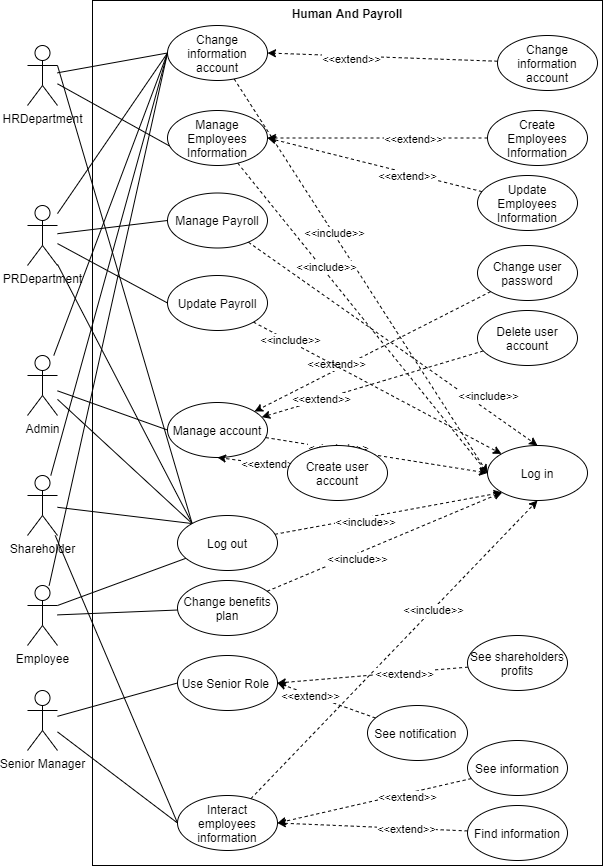 Human And Payroll
Change
information
account
<<extend>>
Change
information
account
HRDepartment
Manage
Employees
Information
<<extend>>
Create
Employees
Information
<<extend>>
Update
Employees
Information
Manage Payroll
<<include>>
<<include>>
PRDepartment
Change user
password
Update Payroll
<<include>>
Delete user
account
<<extend>>
<<extend>>
<<include>>
Admin
Manage account
<<extend>>
Create user
account
Log in
Shareholder
Log out
<<include>>
<<include>>
Change benefits
plan
<<include>>
Employee
See shareholders
profits
<<extend>>
Use Senior Role
<<extend>>
See notification
Senior Manager
See information
<<extend>>
Interact
employees
information
<<extend>>
Find information